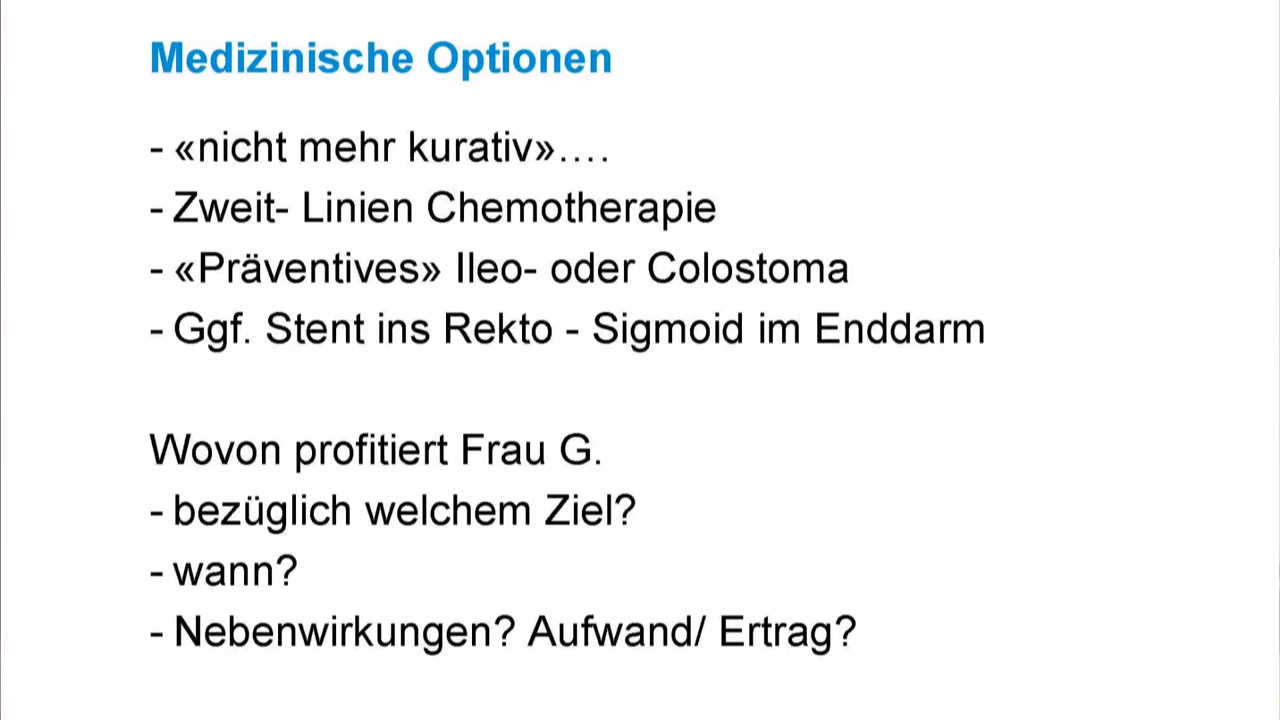 Medizinische Optionen
- «nicht mehr kurativ»….
- Zweit- Linien Chemotherapie
- «Präventives» Ileo- oder Colostoma
- Ggf. Stent ins Rekto - Sigmoid im Enddarm
Wovon profitiert Frau G.
- bezüglich welchem Ziel?
- wann?
- Nebenwirkungen? Aufwand/ Ertrag?